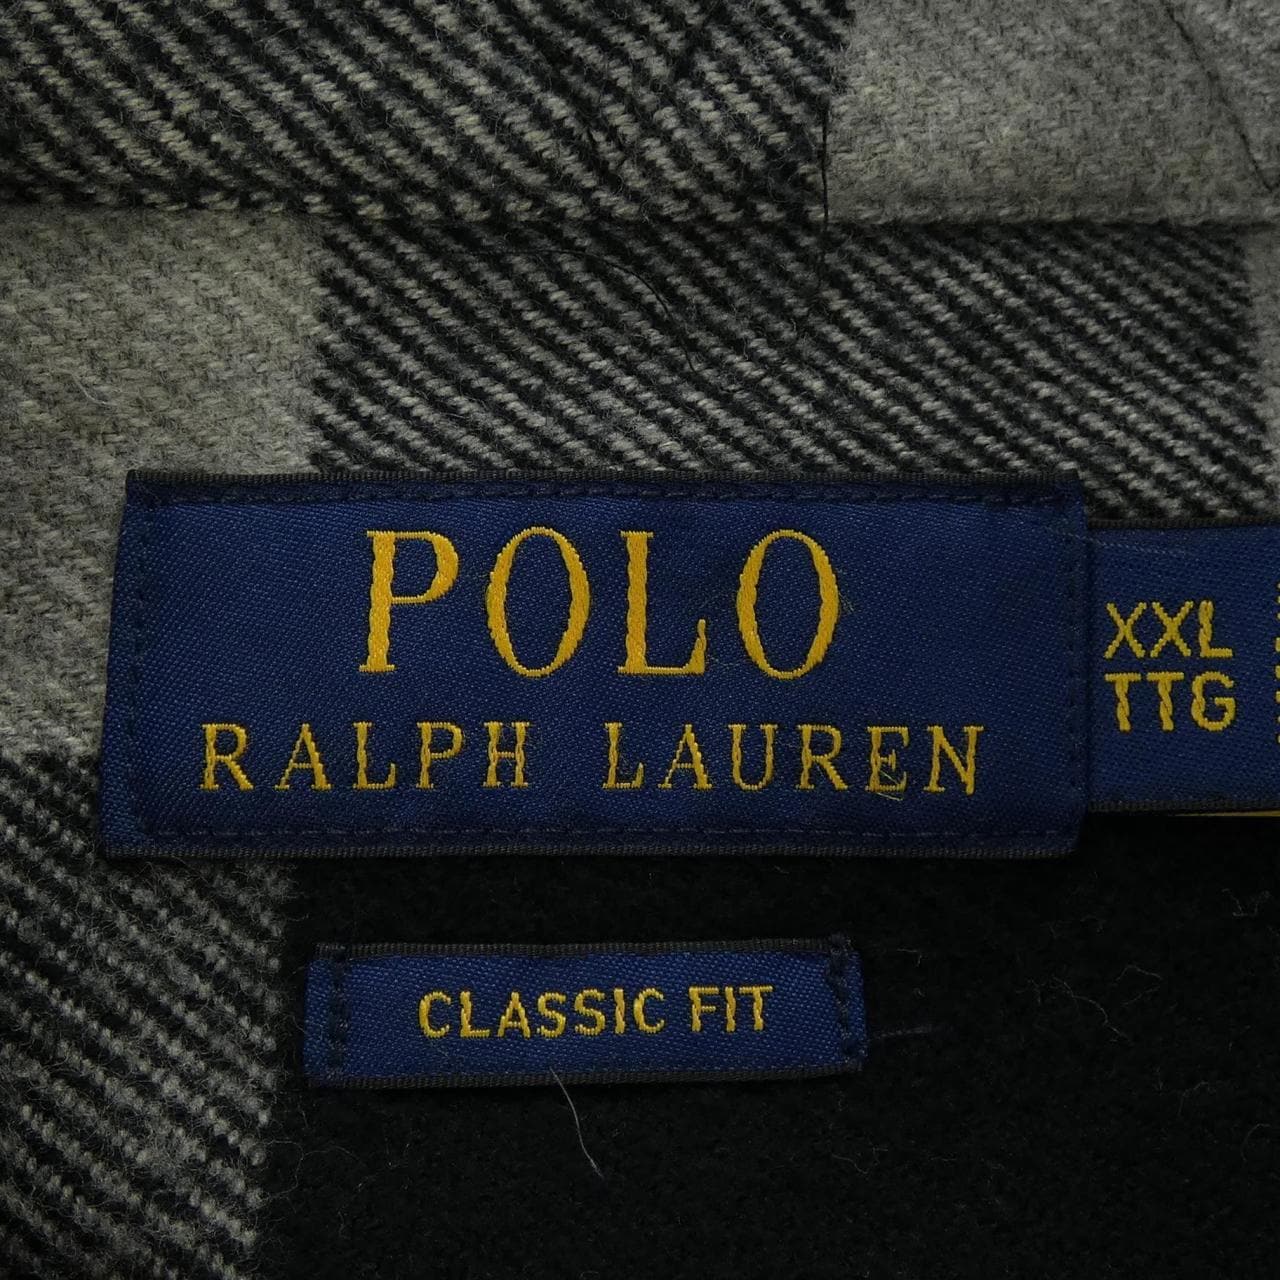 POLO
RALPH LAUREN
XXL
TTG
CLASSIC FIT